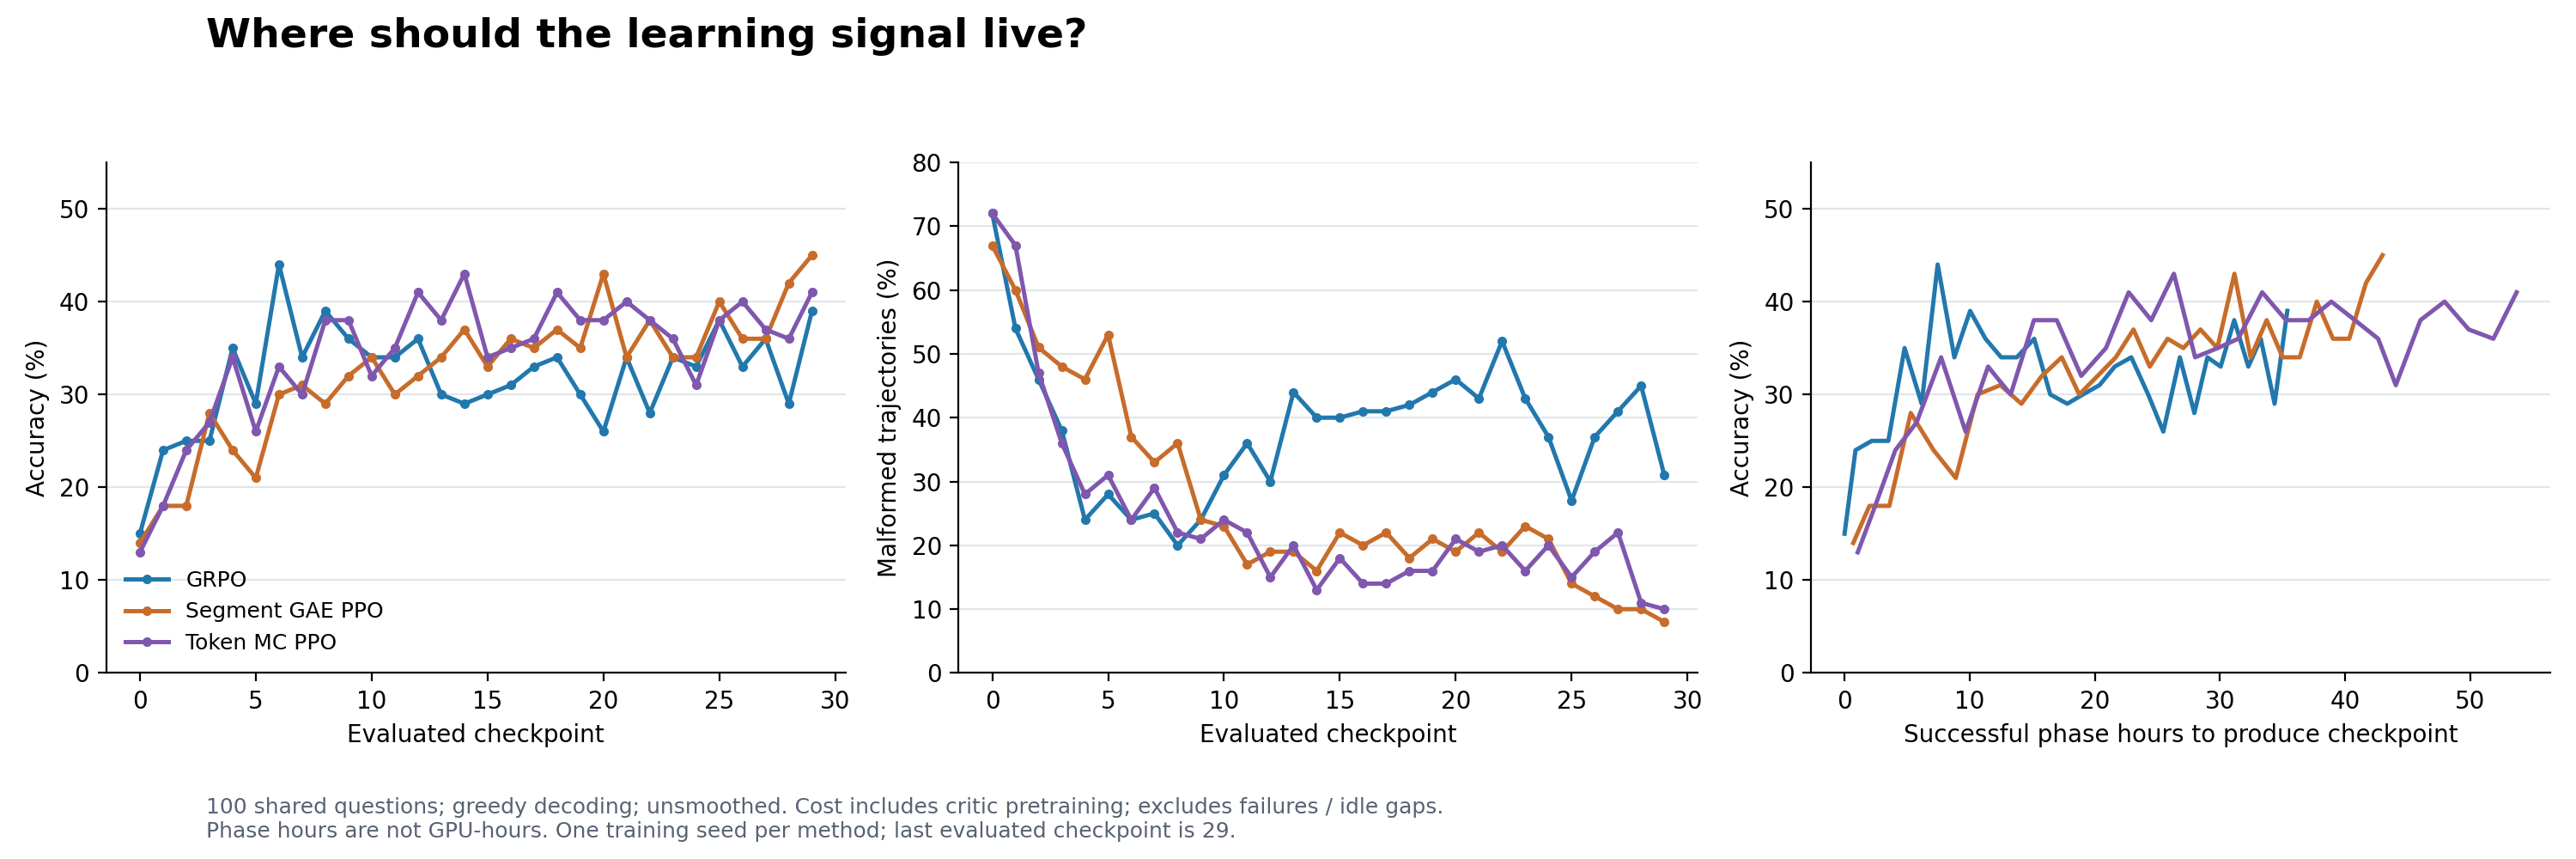 Where should the learning signal live?
Accuracy (%)
50
40
30
20
10
0
GRPO
Segment GAE PPO
Token MC PPO
0 5 10 15 20 25 30
Evaluated checkpoint
Malformed trajectories (%)
80
70
60
50
40
30
20
10
0
0 5 10 15 20 25 30
Evaluated checkpoint
Accuracy (%)
50
40
30
20
10
0
0 10 20 30 40 50
Successful phase hours to produce checkpoint
100 shared questions; greedy decoding; unsmoothed. Cost includes critic pretraining; excludes failures / idle gaps.
Phase hours are not GPU-hours. One training seed per method; last evaluated checkpoint is 29.